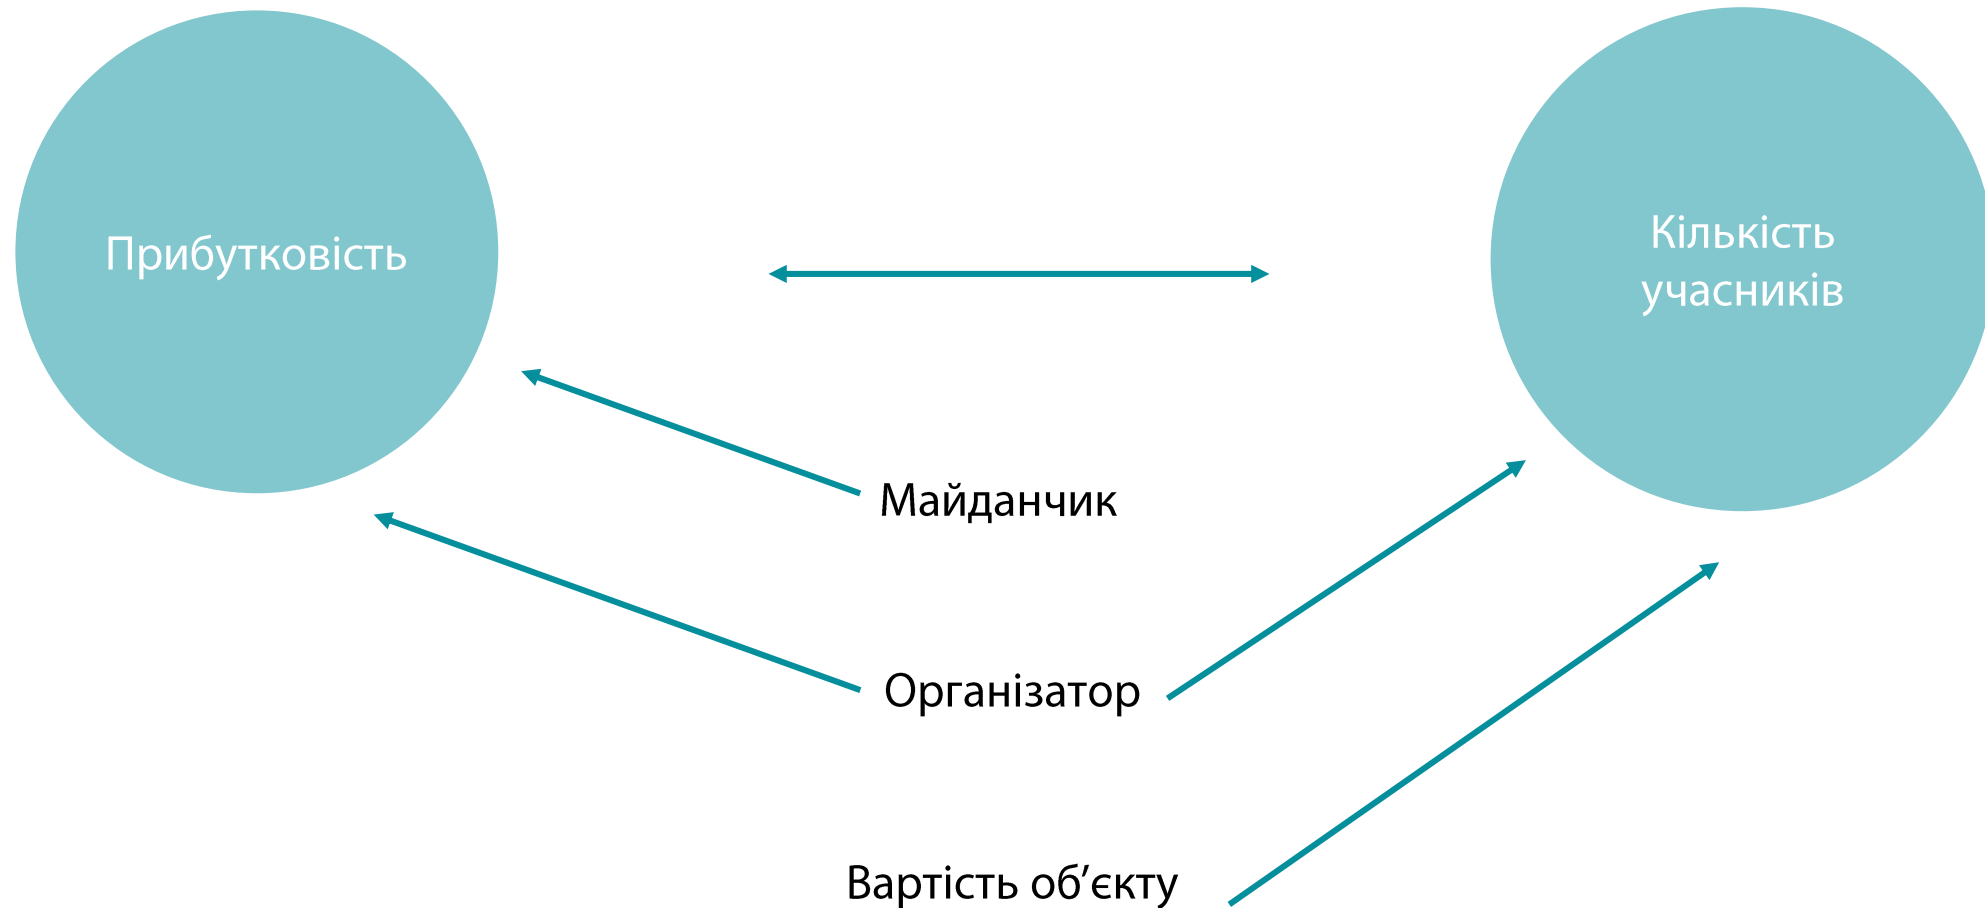 Прибутковість
Кількість
учасників
Майданчик
Організатор
Вартість об’єкту